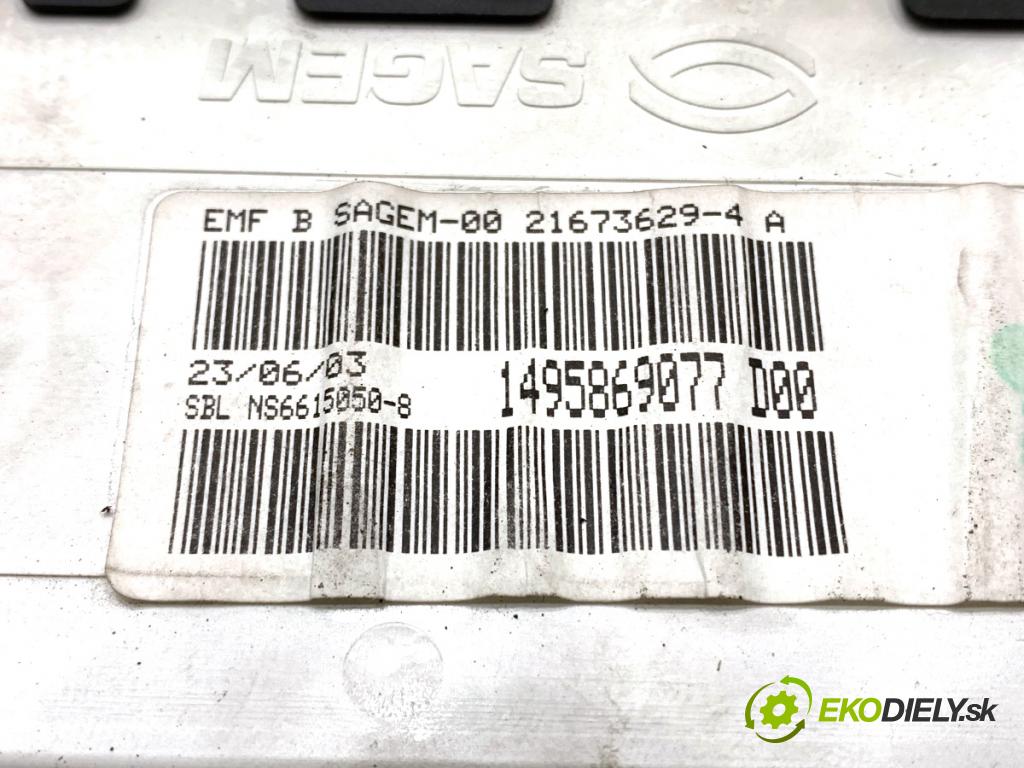 SAGEM
EMF B SAGEM-00 21673629-4 A
23/06/03
SBL NS6615050-8
1495869077 D00
EKODIELY.sk